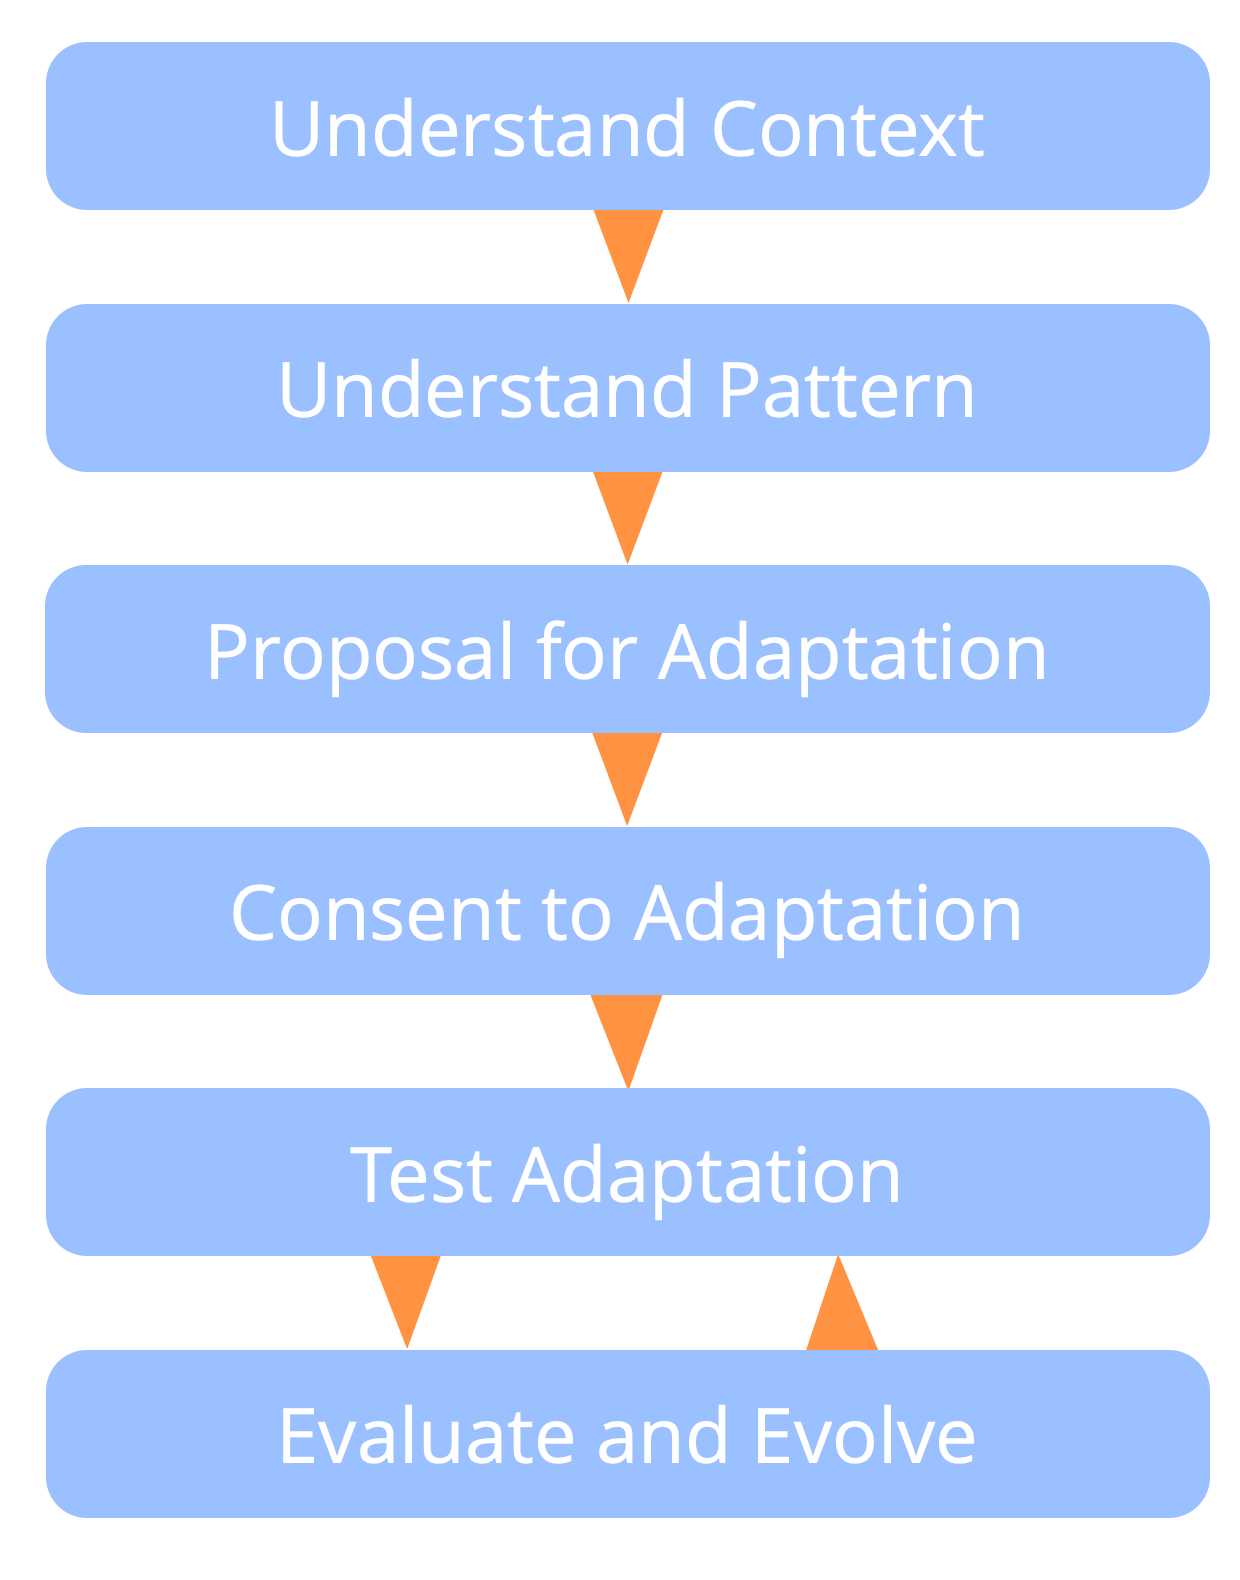 Understand Context
Understand Pattern
Proposal for Adaptation
Consent to Adaptation
Test Adaptation
Evaluate and Evolve